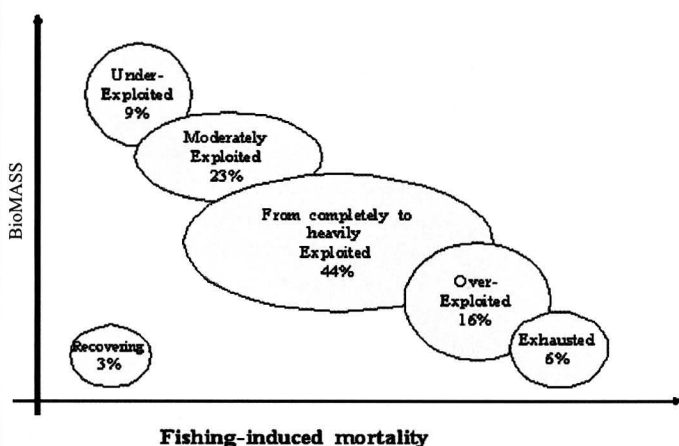 Under-
Exploited
9%
Moderately
Exploited
23%
From completely to
heavily
Exploited
44%
Over-
Exploited
16%
Exhausted
6%
Recovering
3%
BioMASS
Fishing-induced mortality